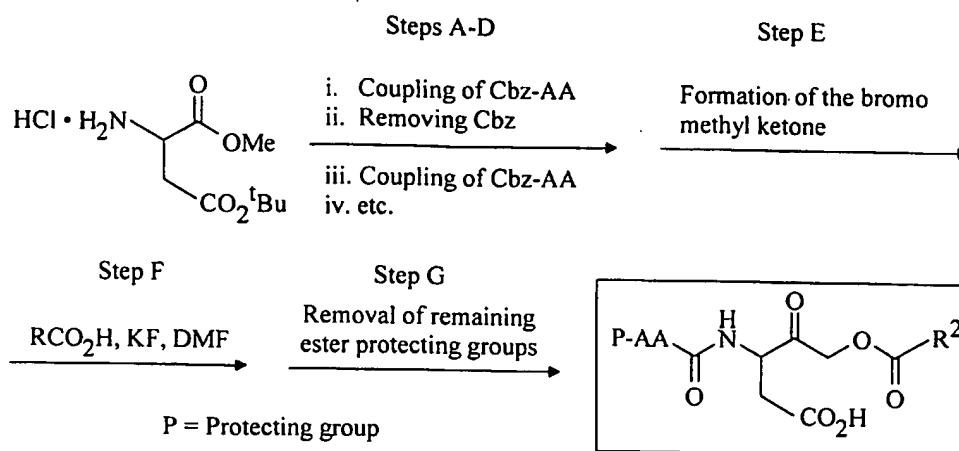 Steps A-D
Step E
HCl • H2N
O
OMe
CO2tBu
i. Coupling of Cbz-AA
ii. Removing Cbz
iii. Coupling of Cbz-AA
iv. etc.
Formation of the bromo
methyl ketone
Step F
RCO2H, KF, DMF
Step G
Removal of remaining
ester protecting groups
P = Protecting group
P-AA
O
H
N
O
O
O
R2
CO2H